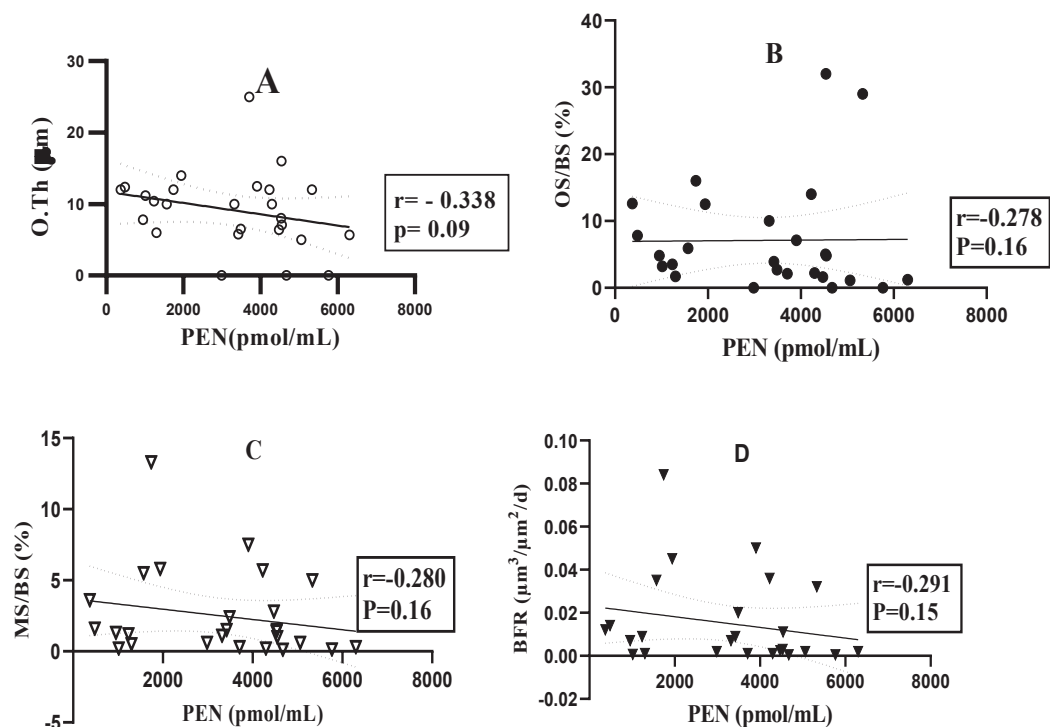 A
O.Th (μm)
30
20
10
0
0 2000 4000 6000 8000
PEN(pmol/mL)
r= - 0.338
p= 0.09
B
OS/BS (%)
40
30
20
10
0
0 2000 4000 6000 8000
PEN (pmol/mL)
r=-0.278
P=0.16
C
MS/BS (%)
15
10
5
0
-5
2000 4000 6000 8000
PEN (pmol/mL)
r=-0.280
P=0.16
D
BFR (μm³/μm²/d)
0.10
0.08
0.06
0.04
0.02
0.00
-0.02
2000 4000 6000 8000
PEN (pmol/mL)
r=-0.291
P=0.15